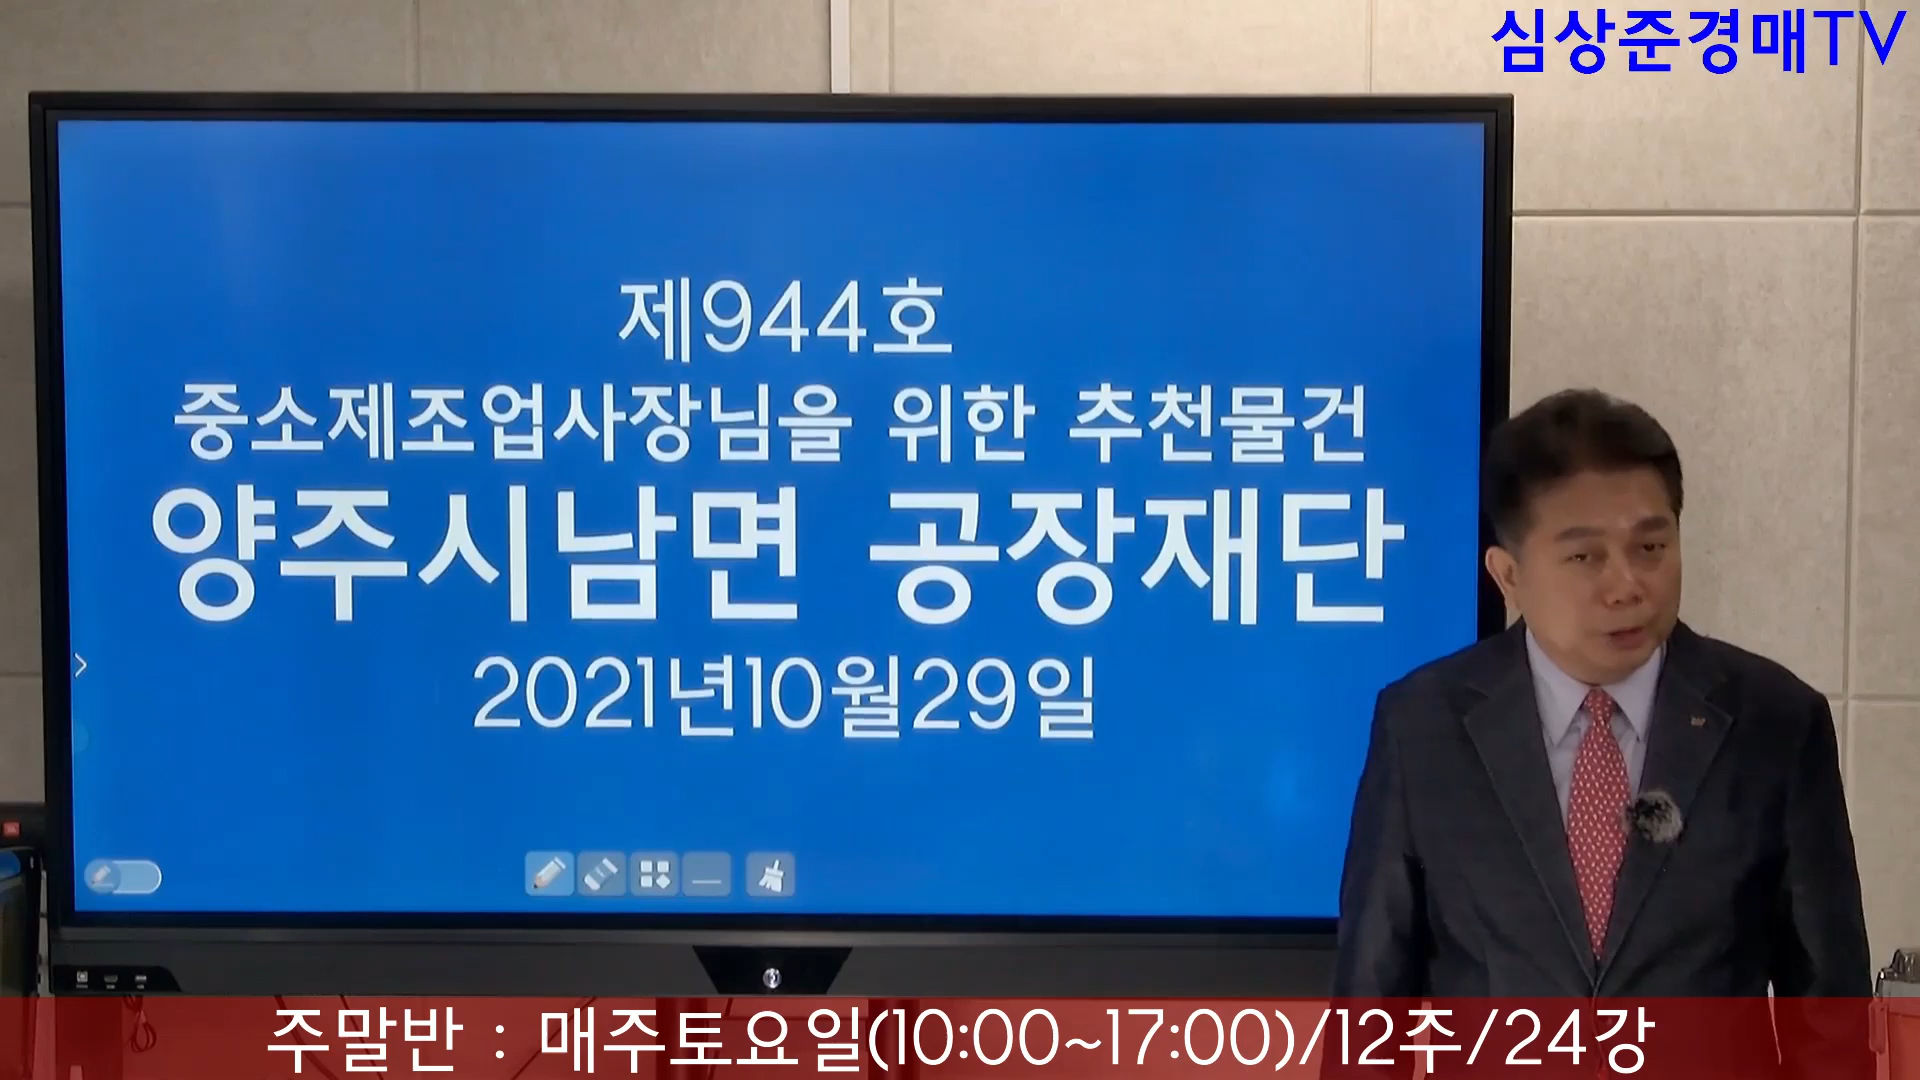 심상준경매TV
제944호
중소제조업사장님을 위한 추천물건
양주시남면 공장재단
2021년10월29일
주말반 : 매주토요일(10:00~17:00)/12주/24강